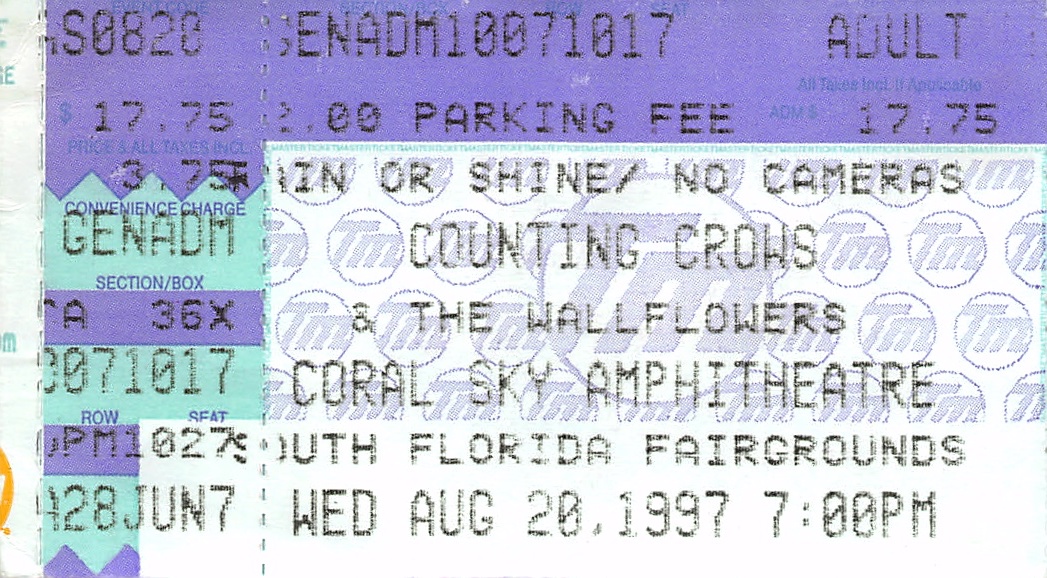 S0820 GENADM10071017 ADULT
All Taxes Incl. If Applicable
$ 17.75 2.00 PARKING FEE ADM $ 17.75
PRICE & ALL TAXES INCL.
3.75 IN OR SHINE/ NO CAMERAS
CONVENIENCE CHARGE
GENADM COUNTING CROWS
SECTION/BOX
CA 36X & THE WALLFLOWERS
0071017 CORAL SKY AMPHITHEATRE
ROW SEAT
PM1027 OUTH FLORIDA FAIRGROUNDS
A28JUN7 WED AUG 20,1997 7:00PM